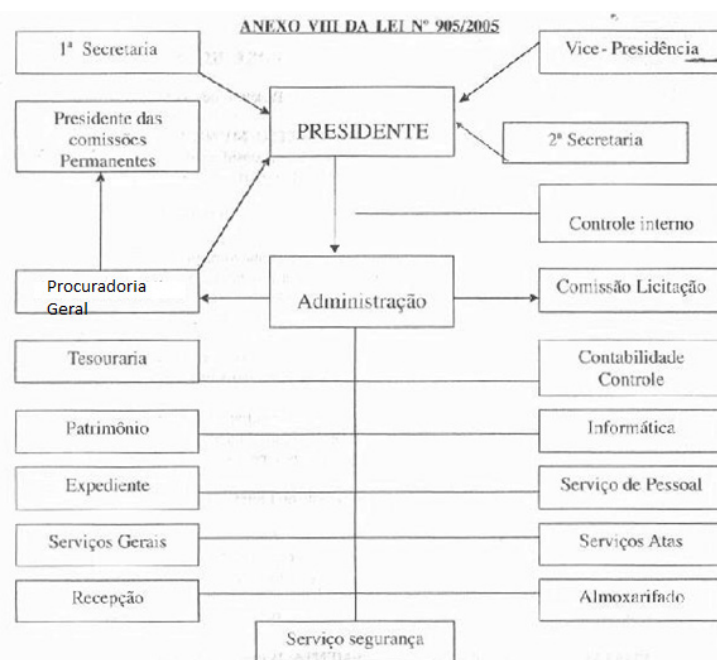 ANEXO VIII DA LEI Nº 905/2005
1ª Secretaria
Vice-Presidência
PRESIDENTE
Presidente das
comissões
Permanentes
2ª Secretaria
Controle interno
Procuradoria
Geral
Administração
Comissão Licitação
Tesouraria
Contabilidade
Controle
Patrimônio
Informática
Expediente
Serviço de Pessoal
Serviços Gerais
Serviços Atas
Recepção
Almoxarifado
Serviço segurança